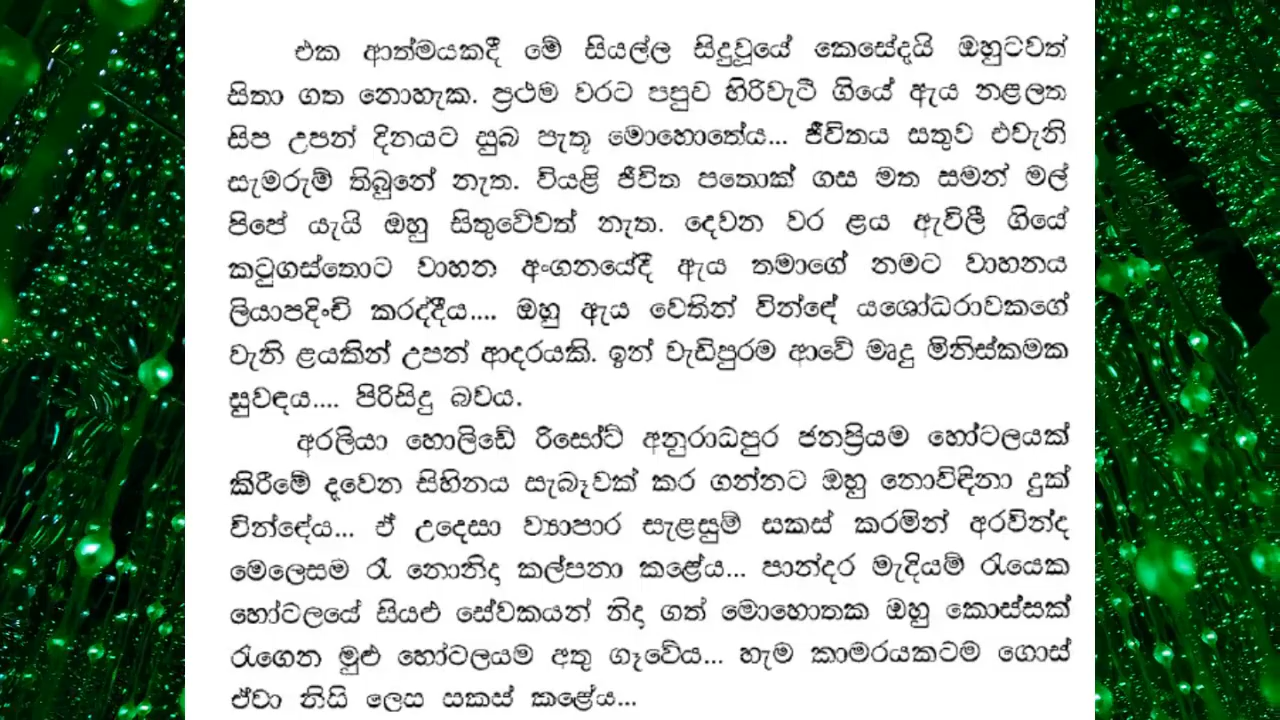 එක ආත්මයකදී මේ සියල්ල සිදුවූයේ කෙසේදැයි ඔහුටවත්
සිතා ගත නොහැක. ප්‍රථම වරට පපුව හිරිවැටී ගියේ ඇය නළලත
සිප උපන් දිනයට සුබ පැතූ මොහොතේය... ජීවිතය සතුව එවැනි
සැමරුම් තිබුනේ නැත. වියළි ජීවිත පතොක් ගස මත සමන් මල්
පිපේ යැයි ඔහු සිතුවේවත් නැත. දෙවන වර ළය ඇවිලී ගියේ
කටුගස්තොට වාහන අංගනයේදී ඇය තමාගේ නමට වාහනය
ලියාපදිංචි කරද්දීය.... ඔහු ඇය වෙතින් වින්දේ යශෝධරාවකගේ
වැනි ළයකින් උපන් ආදරයකි. ඉන් වැඩිපුරම ආවේ මෘදු මිනිස්කමක
සුවඳය.... පිරිසිදු බවය.
අරලියා හොලිඩේ රිසෝට් අනුරාධපුර ජනප්‍රියම හෝටලයක්
කිරීමේ දැවෙන සිහිනය සැබෑවක් කර ගන්නට ඔහු නොවිඳිනා දුක්
වින්දේය... ඒ උදෙසා ව්‍යාපාර සැළසුම් සකස් කරමින් අරවින්ද
මෙලෙසම රෑ නොනිදා කල්පනා කළේය... පාන්දර මැදියම් රැයෙක
හෝටලයේ සියළු සේවකයන් නිදා ගත් මොහොතක ඔහු කොස්සක්
රැගෙන මුළු හෝටලයම අතු ගෑවේය... හැම කාමරයකටම ගොස්
ඒවා නිසි ලෙස සකස් කළේය...